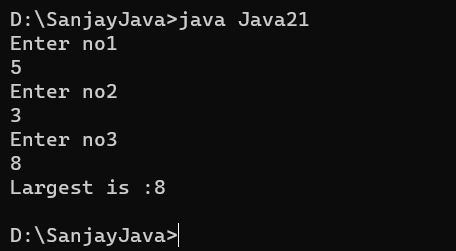 D:\SanjayJava>java Java21
Enter no1
5
Enter no2
3
Enter no3
8
Largest is :8
D:\SanjayJava>